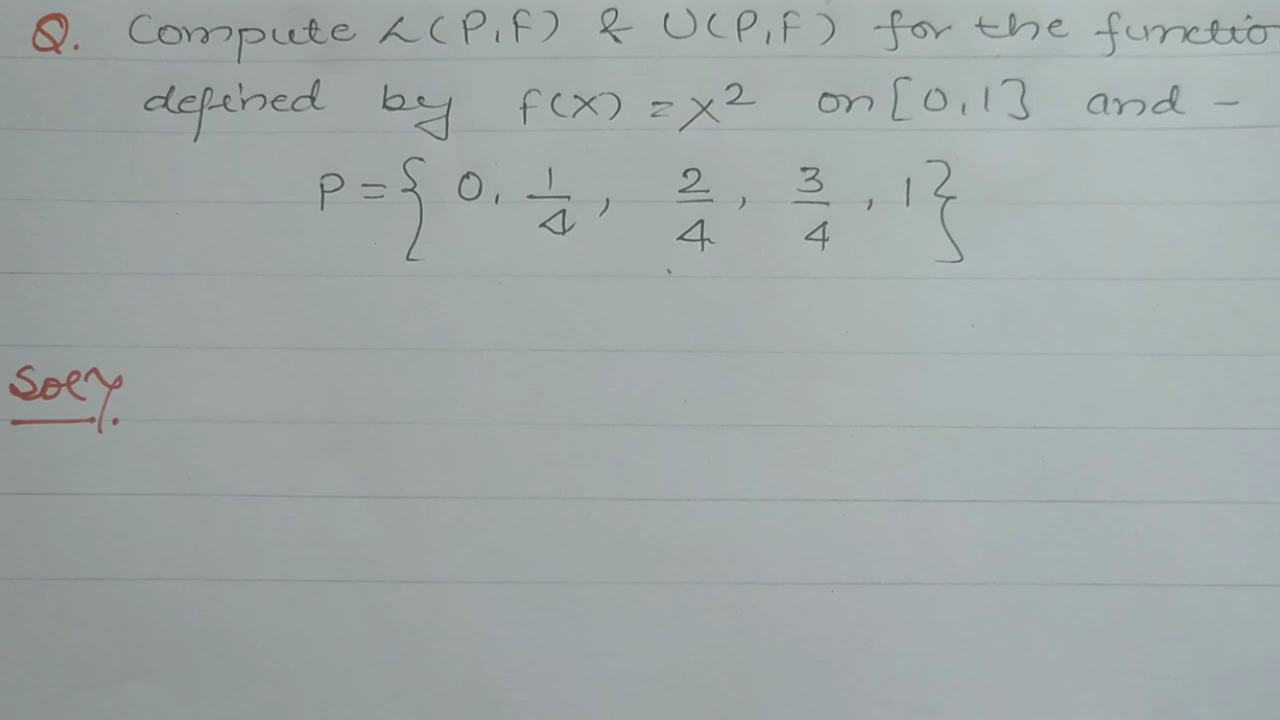 Q. Compute L(P,F) & U(P,F) for the functio
defined by f(x) = x² on [0,1] and -
P = { 0, 1/4, 2/4, 3/4, 1 }
Soln.